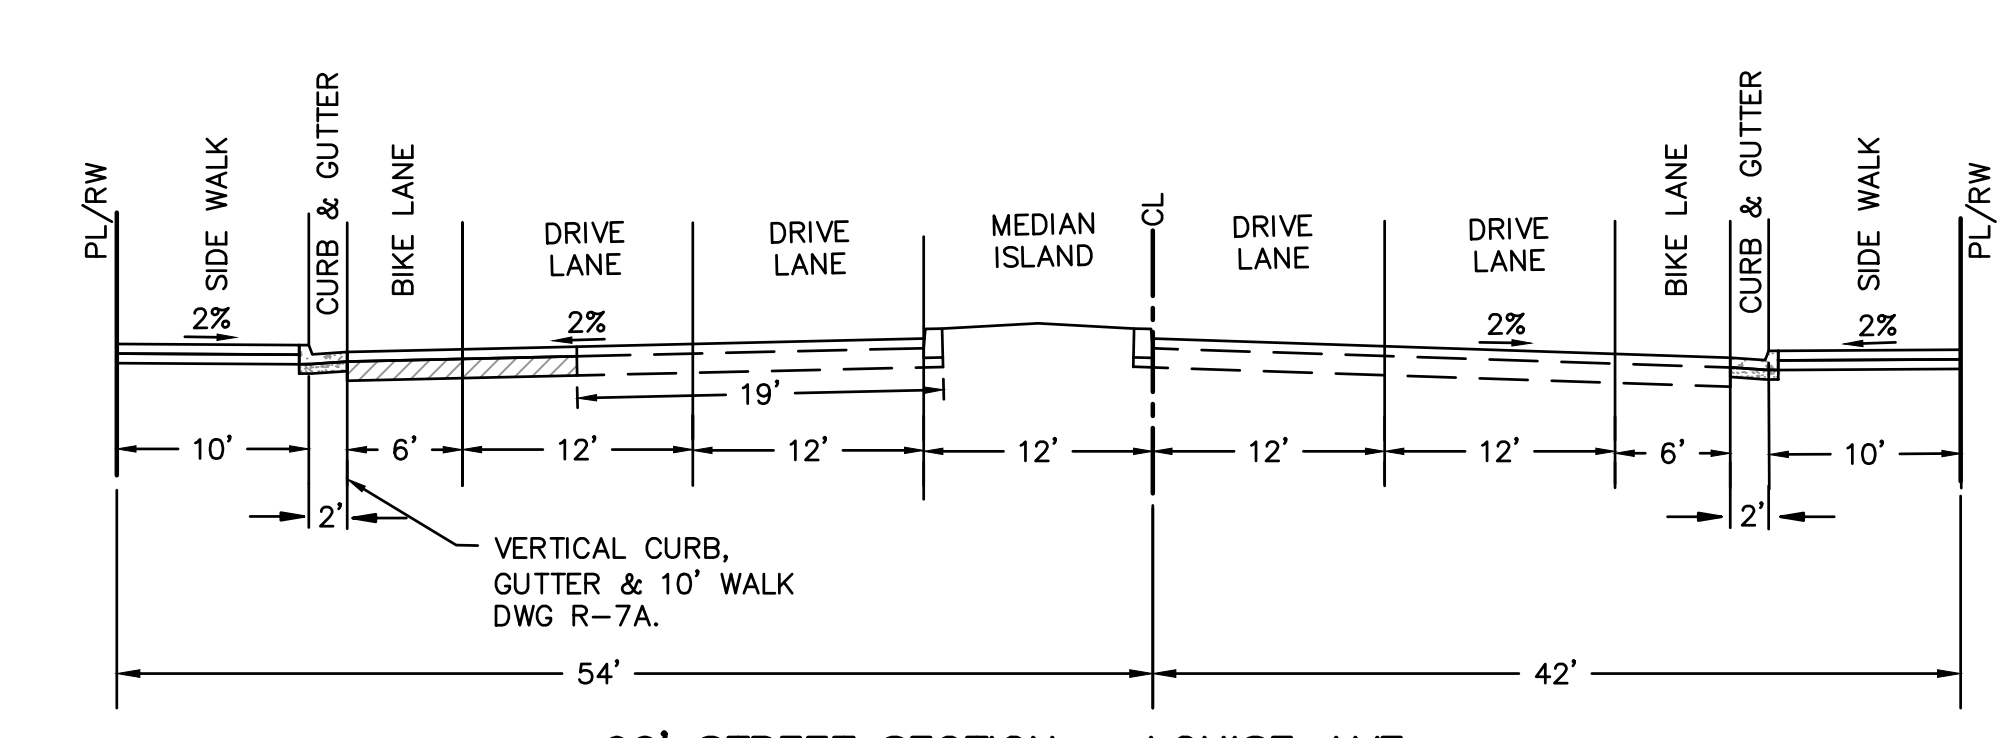 PL/RW
SIDE WALK
CURB & GUTTER
BIKE LANE
DRIVE
LANE
DRIVE
LANE
MEDIAN
ISLAND
CL
DRIVE
LANE
DRIVE
LANE
BIKE LANE
CURB & GUTTER
SIDE WALK
PL/RW
2%
2%
2%
2%
19'
10'
6'
12'
12'
12'
12'
12'
6'
10'
2'
2'
VERTICAL CURB,
GUTTER & 10' WALK
DWG R-7A.
54'
42'